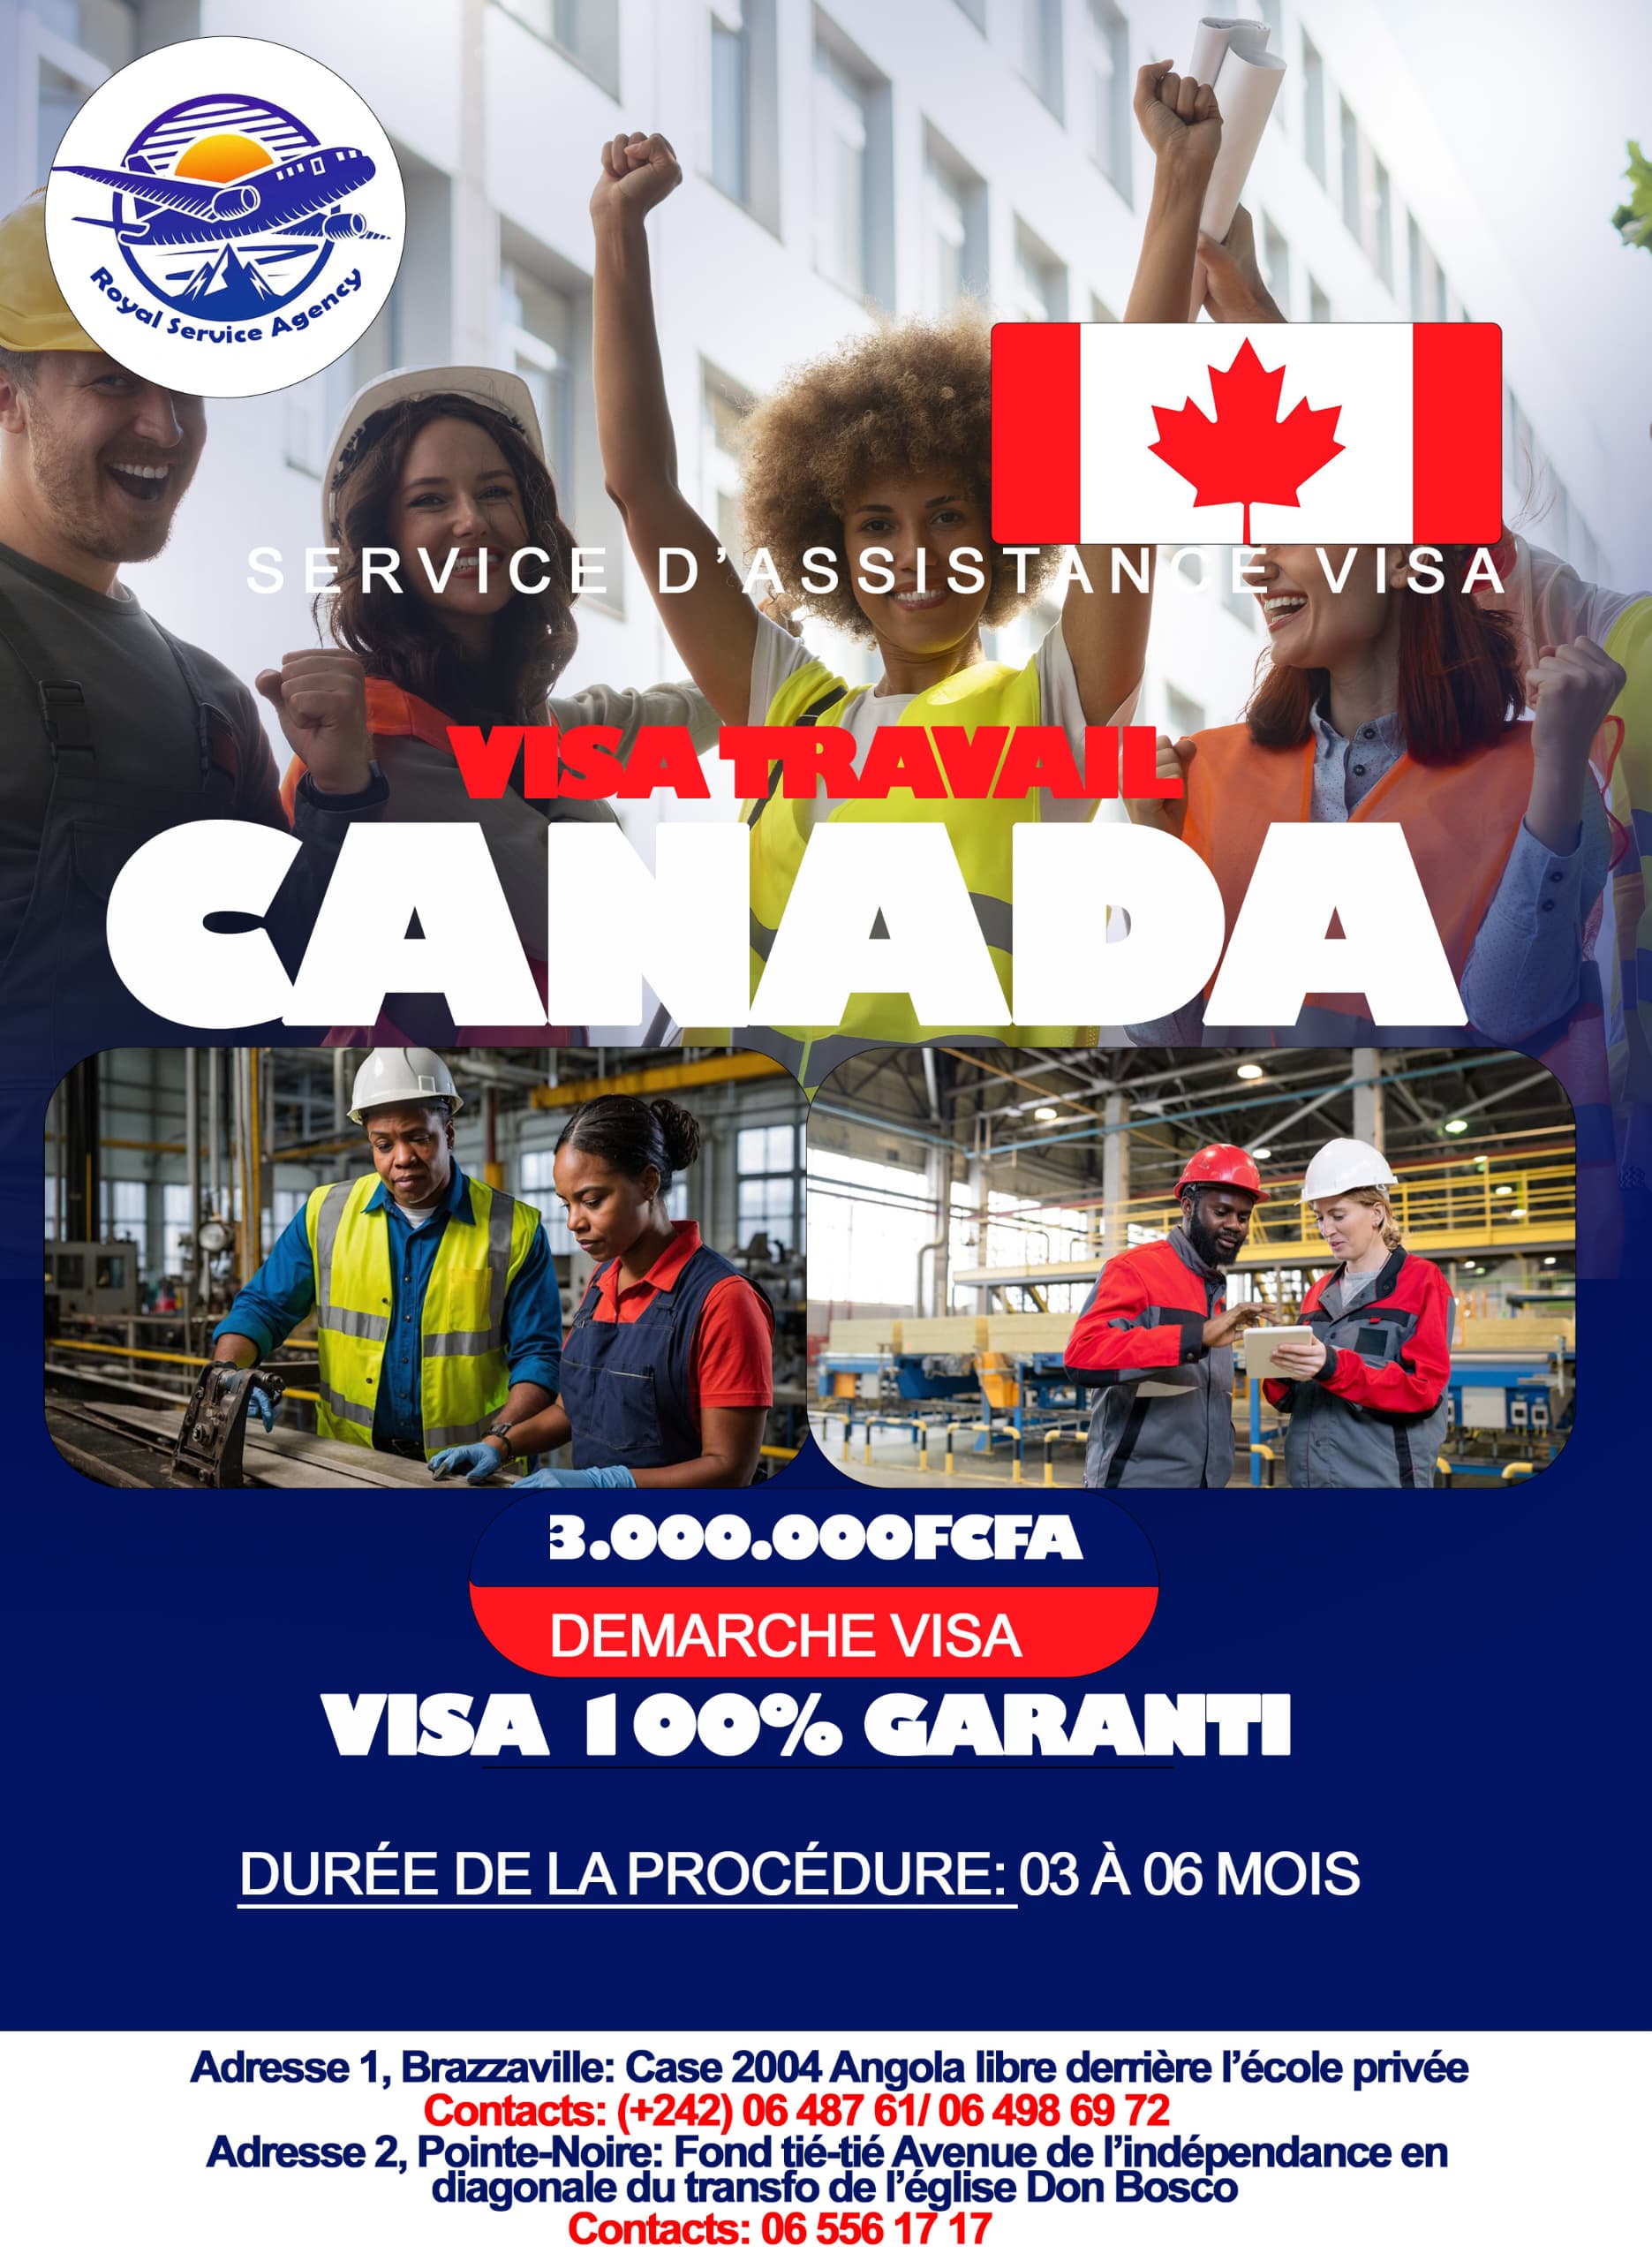 Royal Service Agency
SERVICE D'ASSISTANCE VISA
VISA TRAVAIL
CANADA
3.000.000FCFA
DEMARCHE VISA
VISA 100% GARANTI
DURÉE DE LA PROCÉDURE: 03 À 06 MOIS
Adresse 1, Brazzaville: Case 2004 Angola libre derrière l'école privée
Contacts: (+242) 06 487 61/ 06 498 69 72
Adresse 2, Pointe-Noire: Fond tié-tié Avenue de l'indépendance en
diagonale du transfo de l'église Don Bosco
Contacts: 06 556 17 17